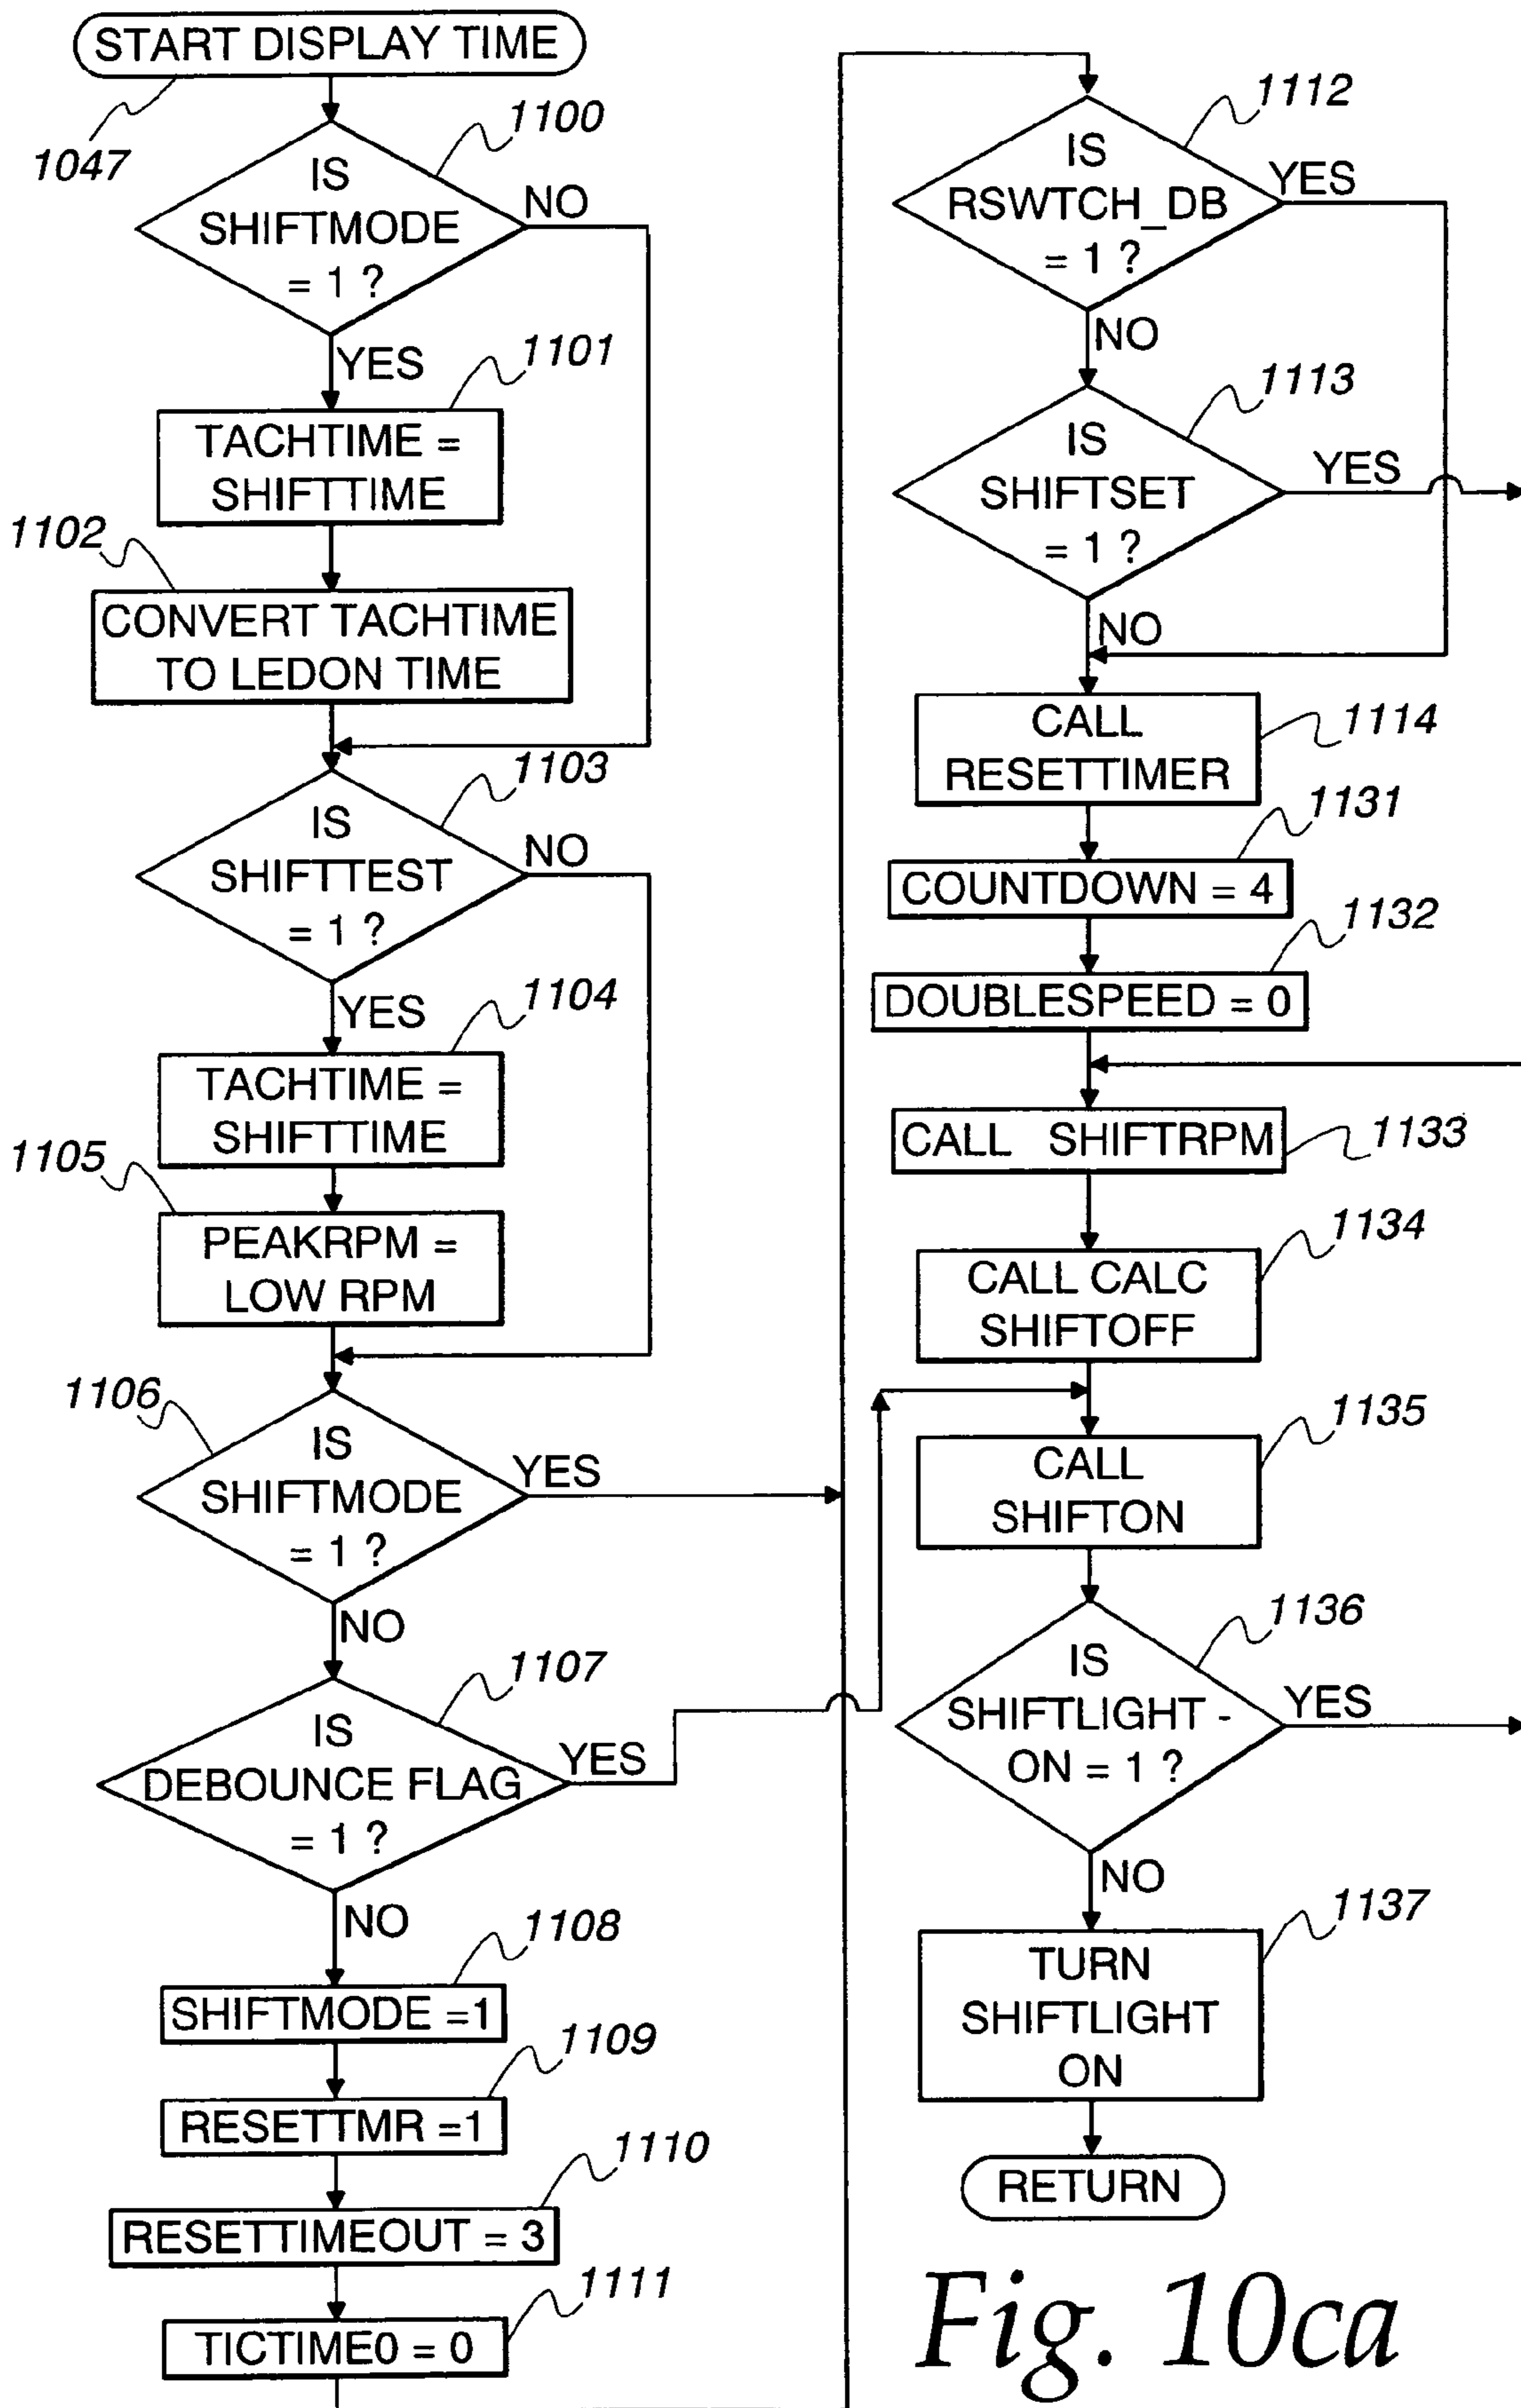 START DISPLAY TIME
1047
1100
IS
SHIFTMODE
= 1 ?
NO
YES
1101
TACHTIME =
SHIFTTIME
1102
CONVERT TACHTIME
TO LEDON TIME
1103
IS
SHIFTTEST
= 1 ?
NO
YES
1104
TACHTIME =
SHIFTTIME
1105
PEAKRPM =
LOW RPM
1106
IS
SHIFTMODE
= 1 ?
YES
NO
1107
IS
DEBOUNCE FLAG
= 1 ?
YES
NO
1108
SHIFTMODE =1
1109
RESETTMR =1
1110
RESETTIMEOUT = 3
1111
TICTIME0 = 0
1112
IS
RSWTCH_DB
= 1 ?
YES
NO
1113
IS
SHIFTSET
= 1 ?
YES
NO
CALL
RESETTIMER
1114
1131
COUNTDOWN = 4
1132
DOUBLESPEED = 0
CALL SHIFTRPM
1133
1134
CALL CALC
SHIFTOFF
1135
CALL
SHIFTON
1136
IS
SHIFTLIGHT -
ON = 1 ?
YES
NO
1137
TURN
SHIFTLIGHT
ON
RETURN
Fig. 10ca